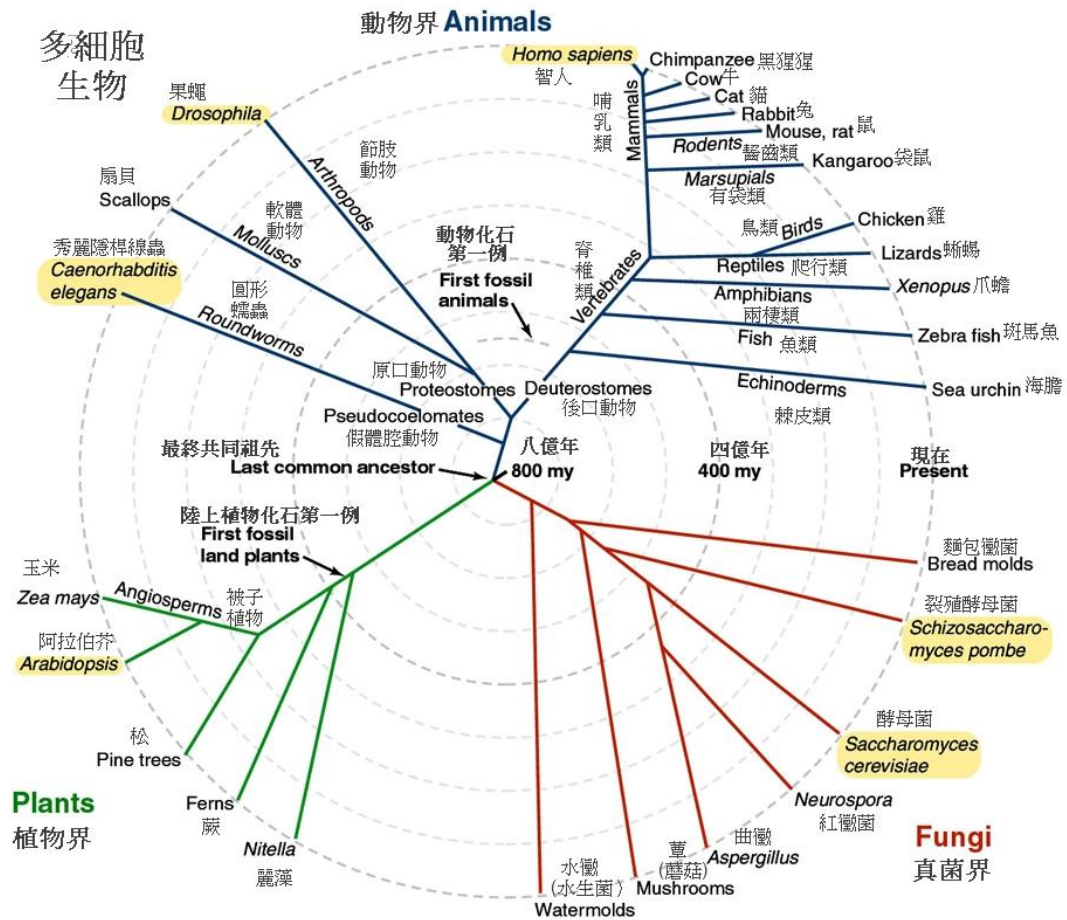 多細胞
生物
動物界 Animals
Homo sapiens
智人
Chimpanzee 黑猩猩
Cow 牛
Cat 貓
Rabbit 兔
Mouse, rat 鼠
Rodents
齧齒類
Kangaroo 袋鼠
Marsupials
有袋類
哺
乳
類
Mammals
果蠅
Drosophila
節肢
動物
Arthropods
扇貝
Scallops
軟體
動物
Molluscs
秀麗隱桿線蟲
Caenorhabditis
elegans
圓形
蠕蟲
Roundworms
動物化石
第一例
First fossil
animals
脊
椎
類
Vertebrates
鳥類 Birds
Chicken 雞
Reptiles 爬行類
Lizards 蜥蜴
Xenopus 爪蟾
Amphibians
兩棲類
Fish 魚類
Zebra fish 斑馬魚
Echinoderms
棘皮類
Sea urchin 海膽
原口動物
Proteostomes
Deuterostomes
後口動物
Pseudocoelomates
假體腔動物
最終共同祖先
Last common ancestor
八億年
800 my
四億年
400 my
現在
Present
陸上植物化石第一例
First fossil
land plants
玉米
Zea mays
Angiosperms
被子
植物
阿拉伯芥
Arabidopsis
松
Pine trees
Ferns
蕨
Nitella
麗藻
Plants
植物界
麵包黴菌
Bread molds
裂殖酵母菌
Schizosaccharo-
myces pombe
酵母菌
Saccharomyces
cerevisiae
Neurospora
紅黴菌
曲黴
Aspergillus
蕈
(蘑菇)
Mushrooms
水黴
(水生菌)
Watermolds
Fungi
真菌界